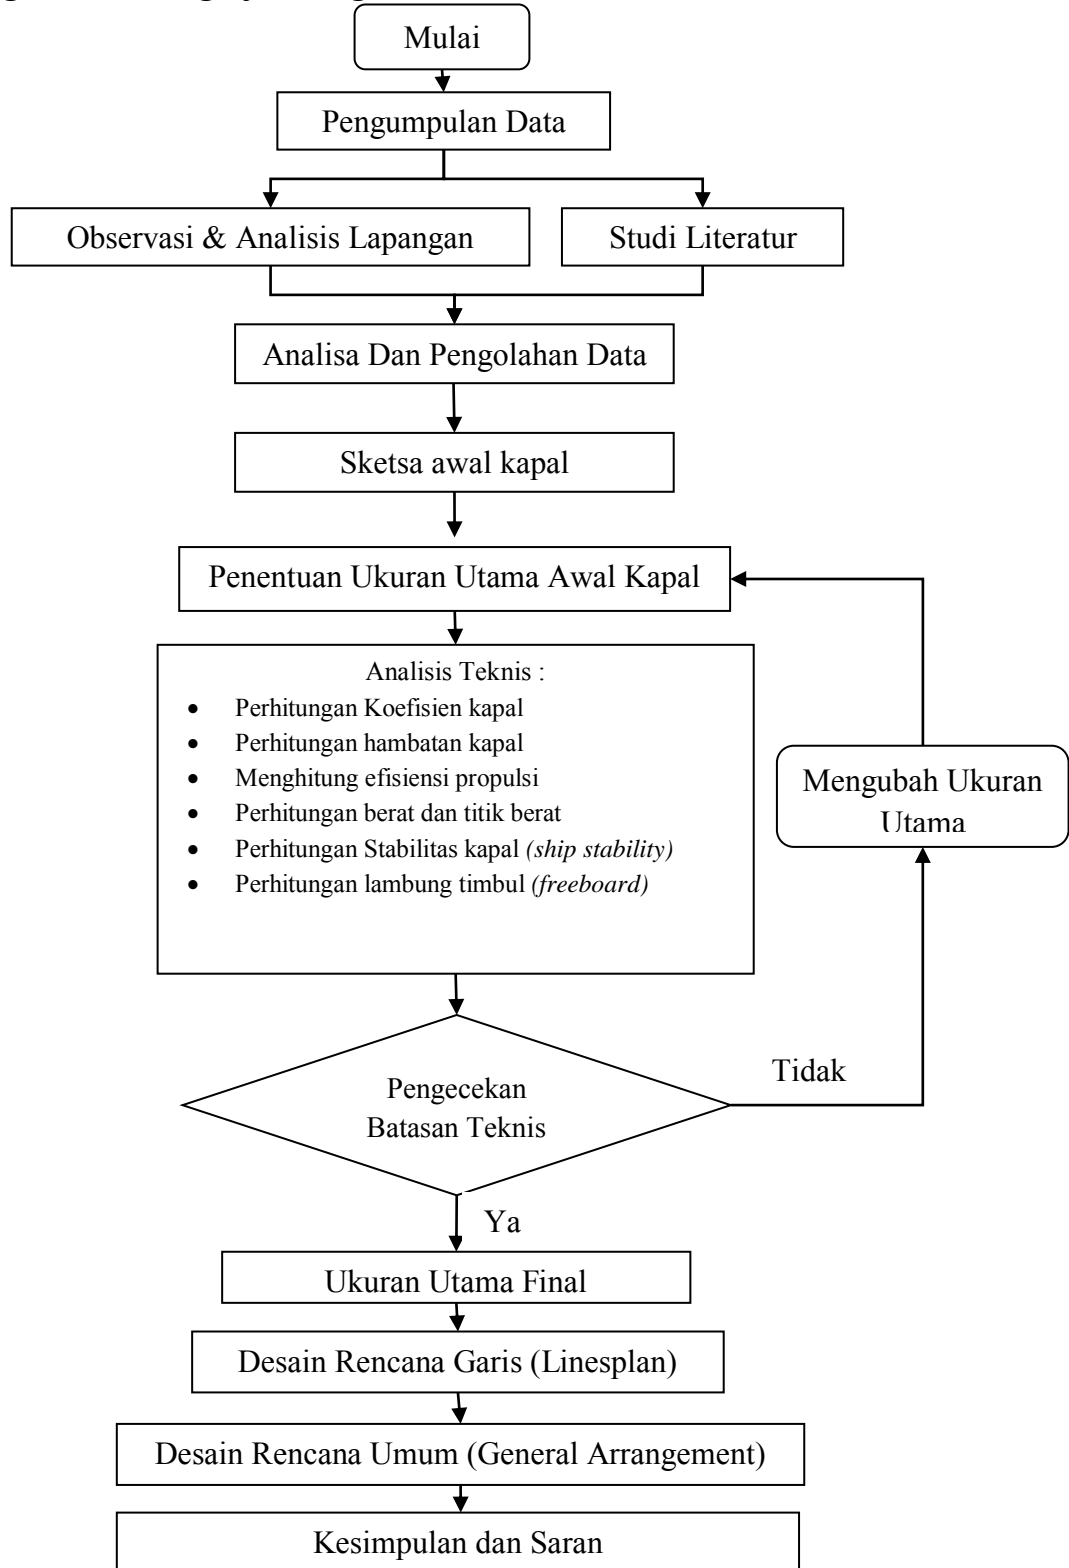 Mulai
Pengumpulan Data
Observasi & Analisis Lapangan
Studi Literatur
Analisa Dan Pengolahan Data
Sketsa awal kapal
Penentuan Ukuran Utama Awal Kapal
Analisis Teknis :
• Perhitungan Koefisien kapal
• Perhitungan hambatan kapal
• Menghitung efisiensi propulsi
• Perhitungan berat dan titik berat
• Perhitungan Stabilitas kapal (ship stability)
• Perhitungan lambung timbul (freeboard)
Mengubah Ukuran
Utama
Pengecekan
Batasan Teknis
Tidak
Ya
Ukuran Utama Final
Desain Rencana Garis (Linesplan)
Desain Rencana Umum (General Arrangement)
Kesimpulan dan Saran